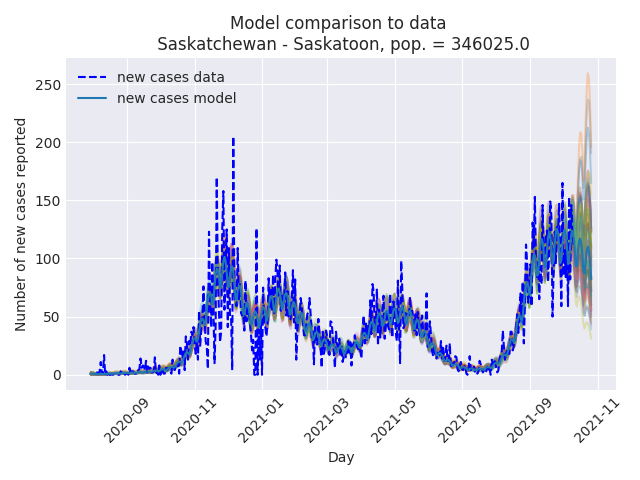 Model comparison to data
Saskatchewan - Saskatoon, pop. = 346025.0
new cases data
new cases model
250
200
150
100
50
0
Number of new cases reported
2020-09
2020-11
2021-01
2021-03
2021-05
2021-07
2021-09
2021-11
Day